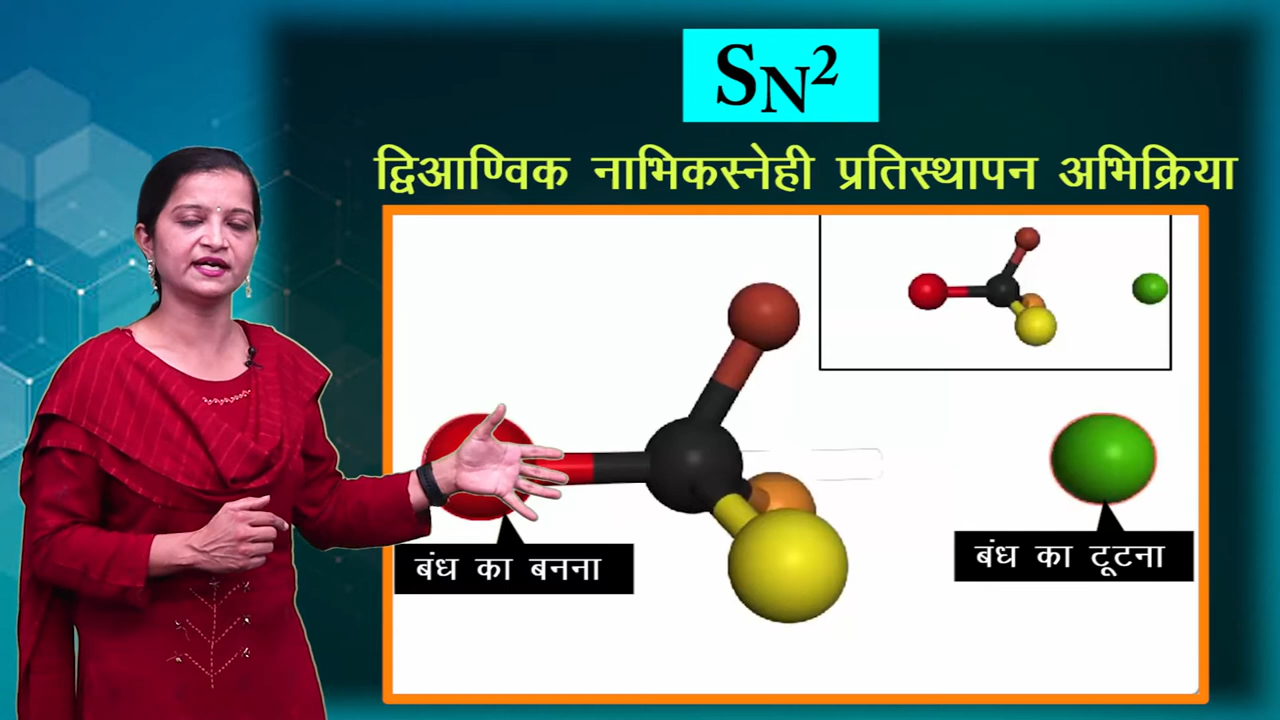 SN²
द्विआण्विक नाभिकस्नेही प्रतिस्थापन अभिक्रिया
बंध का बनना
बंध का टूटना